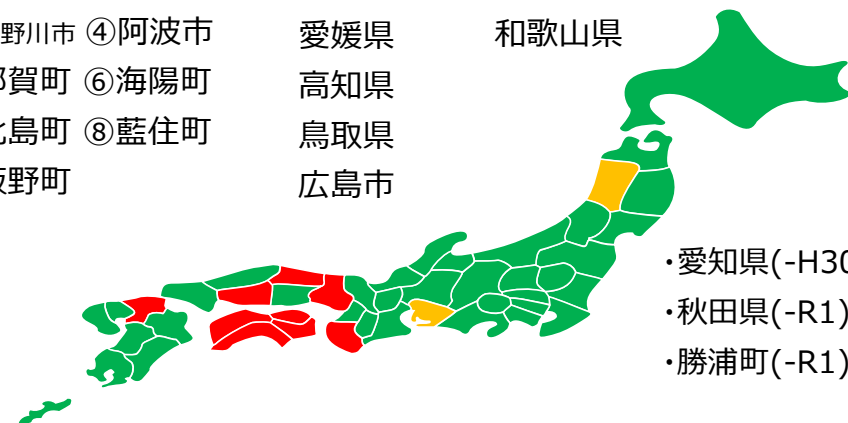 野川市 ④阿波市 愛媛県 和歌山県
賀町 ⑥海陽町 高知県
島町 ⑧藍住町 鳥取県
野町 広島市
・愛知県(-H30
・秋田県(-R1)
・勝浦町(-R1)